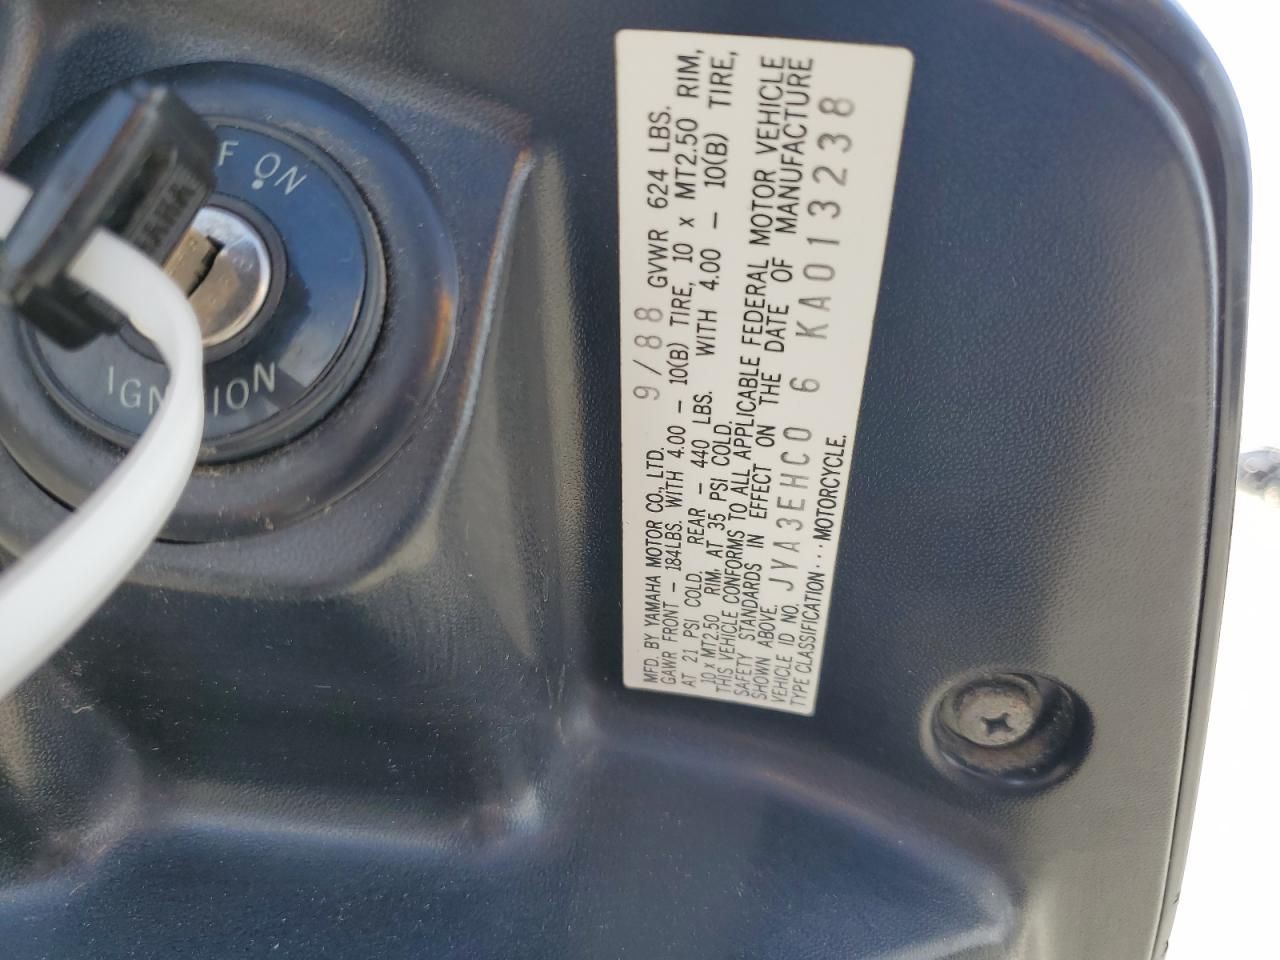 OFF ON
IGNITION
YAMAHA
MFD. BY YAMAHA MOTOR CO., LTD. 9/88 GVWR 624 LBS.
GAWR FRONT - 184LBS. WITH 4.00 - 10(B) TIRE, 10 x MT2.50 RIM,
AT 21 PSI COLD. REAR - 440 LBS. WITH 4.00 - 10(B) TIRE,
10 x MT2.50 RIM, AT 35 PSI COLD.
THIS VEHICLE CONFORMS TO ALL APPLICABLE FEDERAL MOTOR VEHICLE
SAFETY STANDARDS IN EFFECT ON THE DATE OF MANUFACTURE
SHOWN ABOVE.
VEHICLE ID NO. JYA3EHC0 6 KA013238
TYPE CLASSIFICATION... MOTORCYCLE.